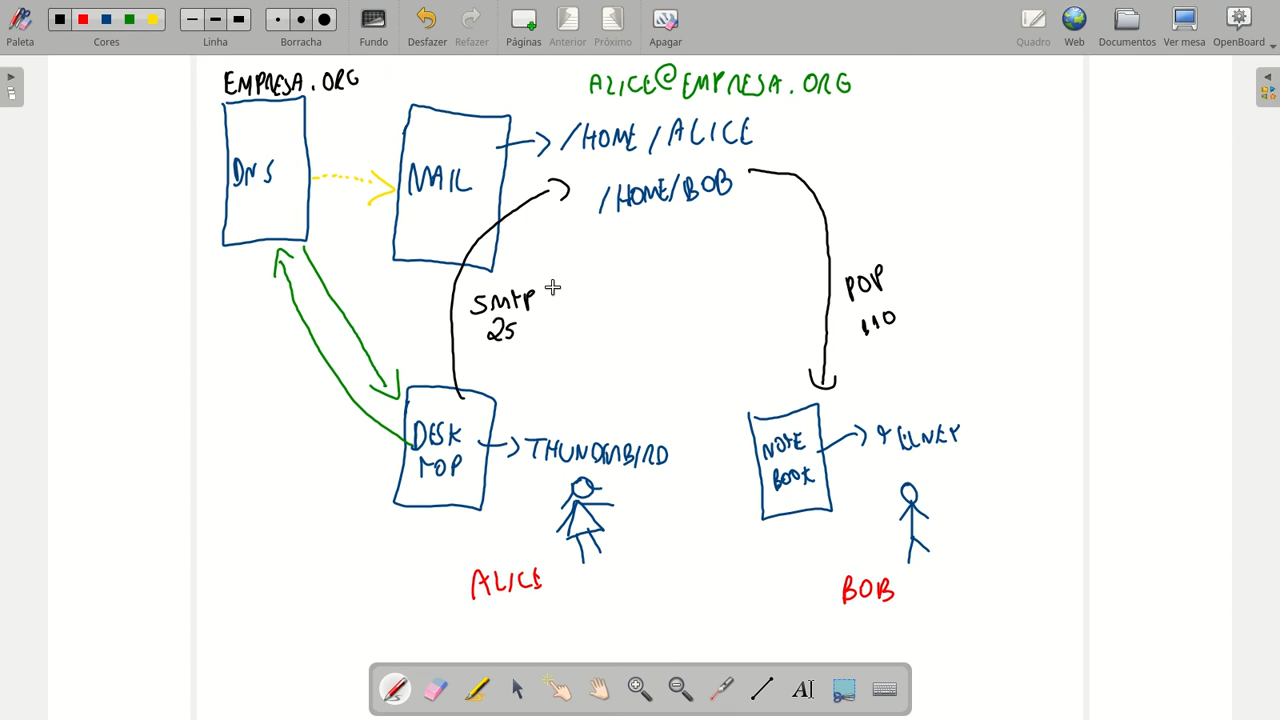 Paleta
Cores
Linha
Borracha
Fundo
Desfazer
Refazer
Páginas
Anterior
Próximo
Apagar
Quadro
Web
Documentos
Ver mesa
OpenBoard
EMPRESA.ORG
ALICE@EMPRESA.ORG
DNS
MAIL
/HOME/ALICE
/HOME/BOB
SMTP
25
POP
110
DESK
TOP
THUNDERBIRD
NOTE
BOOK
TELNET
ALICE
BOB
AI